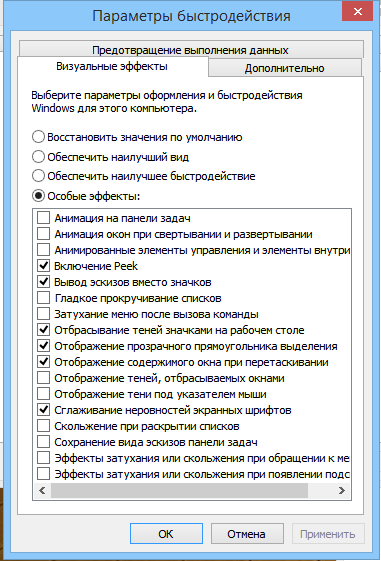 Параметры быстродействия
Предотвращение выполнения данных
Визуальные эффекты
Дополнительно
Выберите параметры оформления и быстродействия
Windows для этого компьютера.
Восстановить значения по умолчанию
Обеспечить наилучший вид
Обеспечить наилучшее быстродействие
Особые эффекты:
Анимация на панели задач
Анимация окон при свертывании и развертывании
Анимированные элементы управления и элементы внутри
Включение Peek
Вывод эскизов вместо значков
Гладкое прокручивание списков
Затухание меню после вызова команды
Отбрасывание теней значками на рабочем столе
Отображение прозрачного прямоугольника выделения
Отображение содержимого окна при перетаскивании
Отображение теней, отбрасываемых окнами
Отображение тени под указателем мыши
Сглаживание неровностей экранных шрифтов
Скольжение при раскрытии списков
Сохранение вида эскизов панели задач
Эффекты затухания или скольжения при обращении к ме
Эффекты затухания или скольжения при появлении подс
ОК
Отмена
Применить